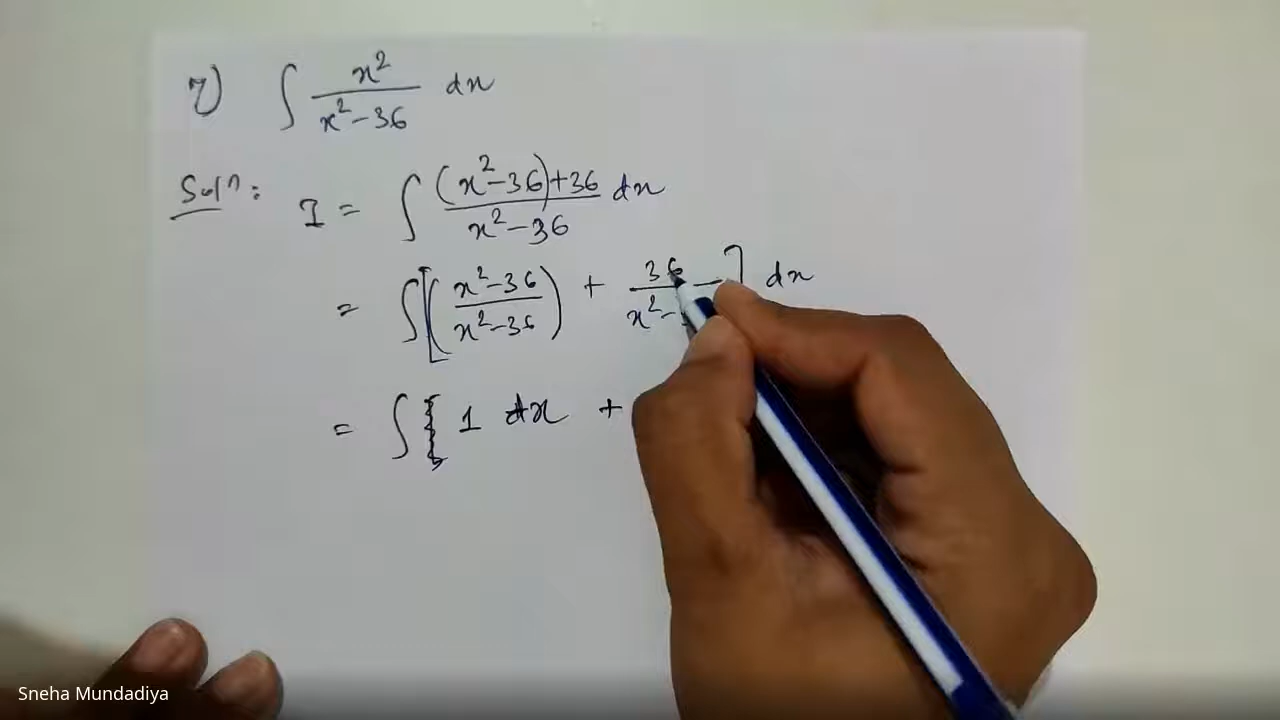 7) ∫ x²/(x²-36) dx
Solⁿ: I = ∫ ((x²-36)+36)/(x²-36) dx
= ∫[((x²-36)/(x²-36)) + 36/(x²- ] dx
= ∫ 1 dx +
Sneha Mundadiya